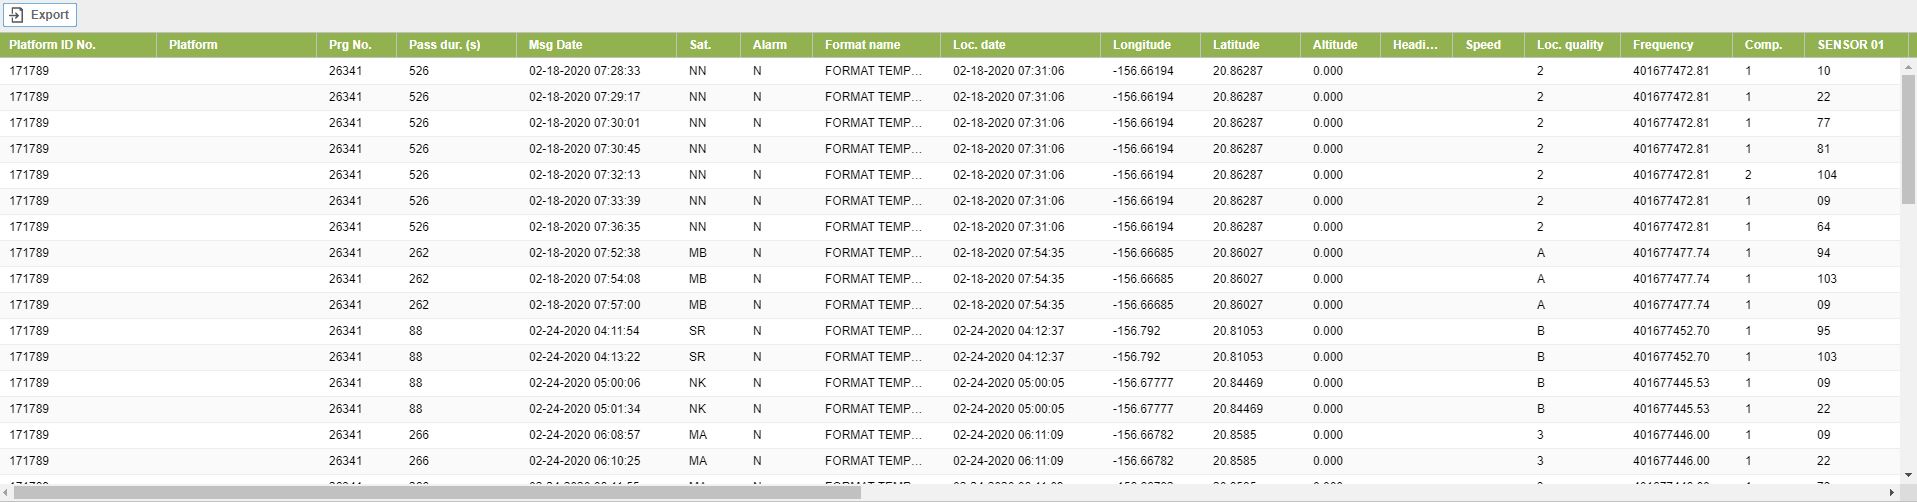 Export
Platform ID No. Platform Prg No. Pass dur. (s) Msg Date Sat. Alarm Format name Loc. date Longitude Latitude Altitude Headi... Speed Loc. quality Frequency Comp. SENSOR 01
171789 26341 526 02-18-2020 07:28:33 NN N FORMAT TEMP... 02-18-2020 07:31:06 -156.66194 20.86287 0.000 2 401677472.81 1 10
171789 26341 526 02-18-2020 07:29:17 NN N FORMAT TEMP... 02-18-2020 07:31:06 -156.66194 20.86287 0.000 2 401677472.81 1 22
171789 26341 526 02-18-2020 07:30:01 NN N FORMAT TEMP... 02-18-2020 07:31:06 -156.66194 20.86287 0.000 2 401677472.81 1 77
171789 26341 526 02-18-2020 07:30:45 NN N FORMAT TEMP... 02-18-2020 07:31:06 -156.66194 20.86287 0.000 2 401677472.81 1 81
171789 26341 526 02-18-2020 07:32:13 NN N FORMAT TEMP... 02-18-2020 07:31:06 -156.66194 20.86287 0.000 2 401677472.81 2 104
171789 26341 526 02-18-2020 07:33:39 NN N FORMAT TEMP... 02-18-2020 07:31:06 -156.66194 20.86287 0.000 2 401677472.81 1 09
171789 26341 526 02-18-2020 07:36:35 NN N FORMAT TEMP... 02-18-2020 07:31:06 -156.66194 20.86287 0.000 2 401677472.81 1 64
171789 26341 262 02-18-2020 07:52:38 MB N FORMAT TEMP... 02-18-2020 07:54:35 -156.66685 20.86027 0.000 A 401677477.74 1 94
171789 26341 262 02-18-2020 07:54:08 MB N FORMAT TEMP... 02-18-2020 07:54:35 -156.66685 20.86027 0.000 A 401677477.74 1 103
171789 26341 262 02-18-2020 07:57:00 MB N FORMAT TEMP... 02-18-2020 07:54:35 -156.66685 20.86027 0.000 A 401677477.74 1 09
171789 26341 88 02-24-2020 04:11:54 SR N FORMAT TEMP... 02-24-2020 04:12:37 -156.792 20.81053 0.000 B 401677452.70 1 95
171789 26341 88 02-24-2020 04:13:22 SR N FORMAT TEMP... 02-24-2020 04:12:37 -156.792 20.81053 0.000 B 401677452.70 1 103
171789 26341 88 02-24-2020 05:00:06 NK N FORMAT TEMP... 02-24-2020 05:00:05 -156.67777 20.84469 0.000 B 401677445.53 1 09
171789 26341 88 02-24-2020 05:01:34 NK N FORMAT TEMP... 02-24-2020 05:00:05 -156.67777 20.84469 0.000 B 401677445.53 1 22
171789 26341 266 02-24-2020 06:08:57 MA N FORMAT TEMP... 02-24-2020 06:11:09 -156.66782 20.8585 0.000 3 401677446.00 1 09
171789 26341 266 02-24-2020 06:10:25 MA N FORMAT TEMP... 02-24-2020 06:11:09 -156.66782 20.8585 0.000 3 401677446.00 1 22